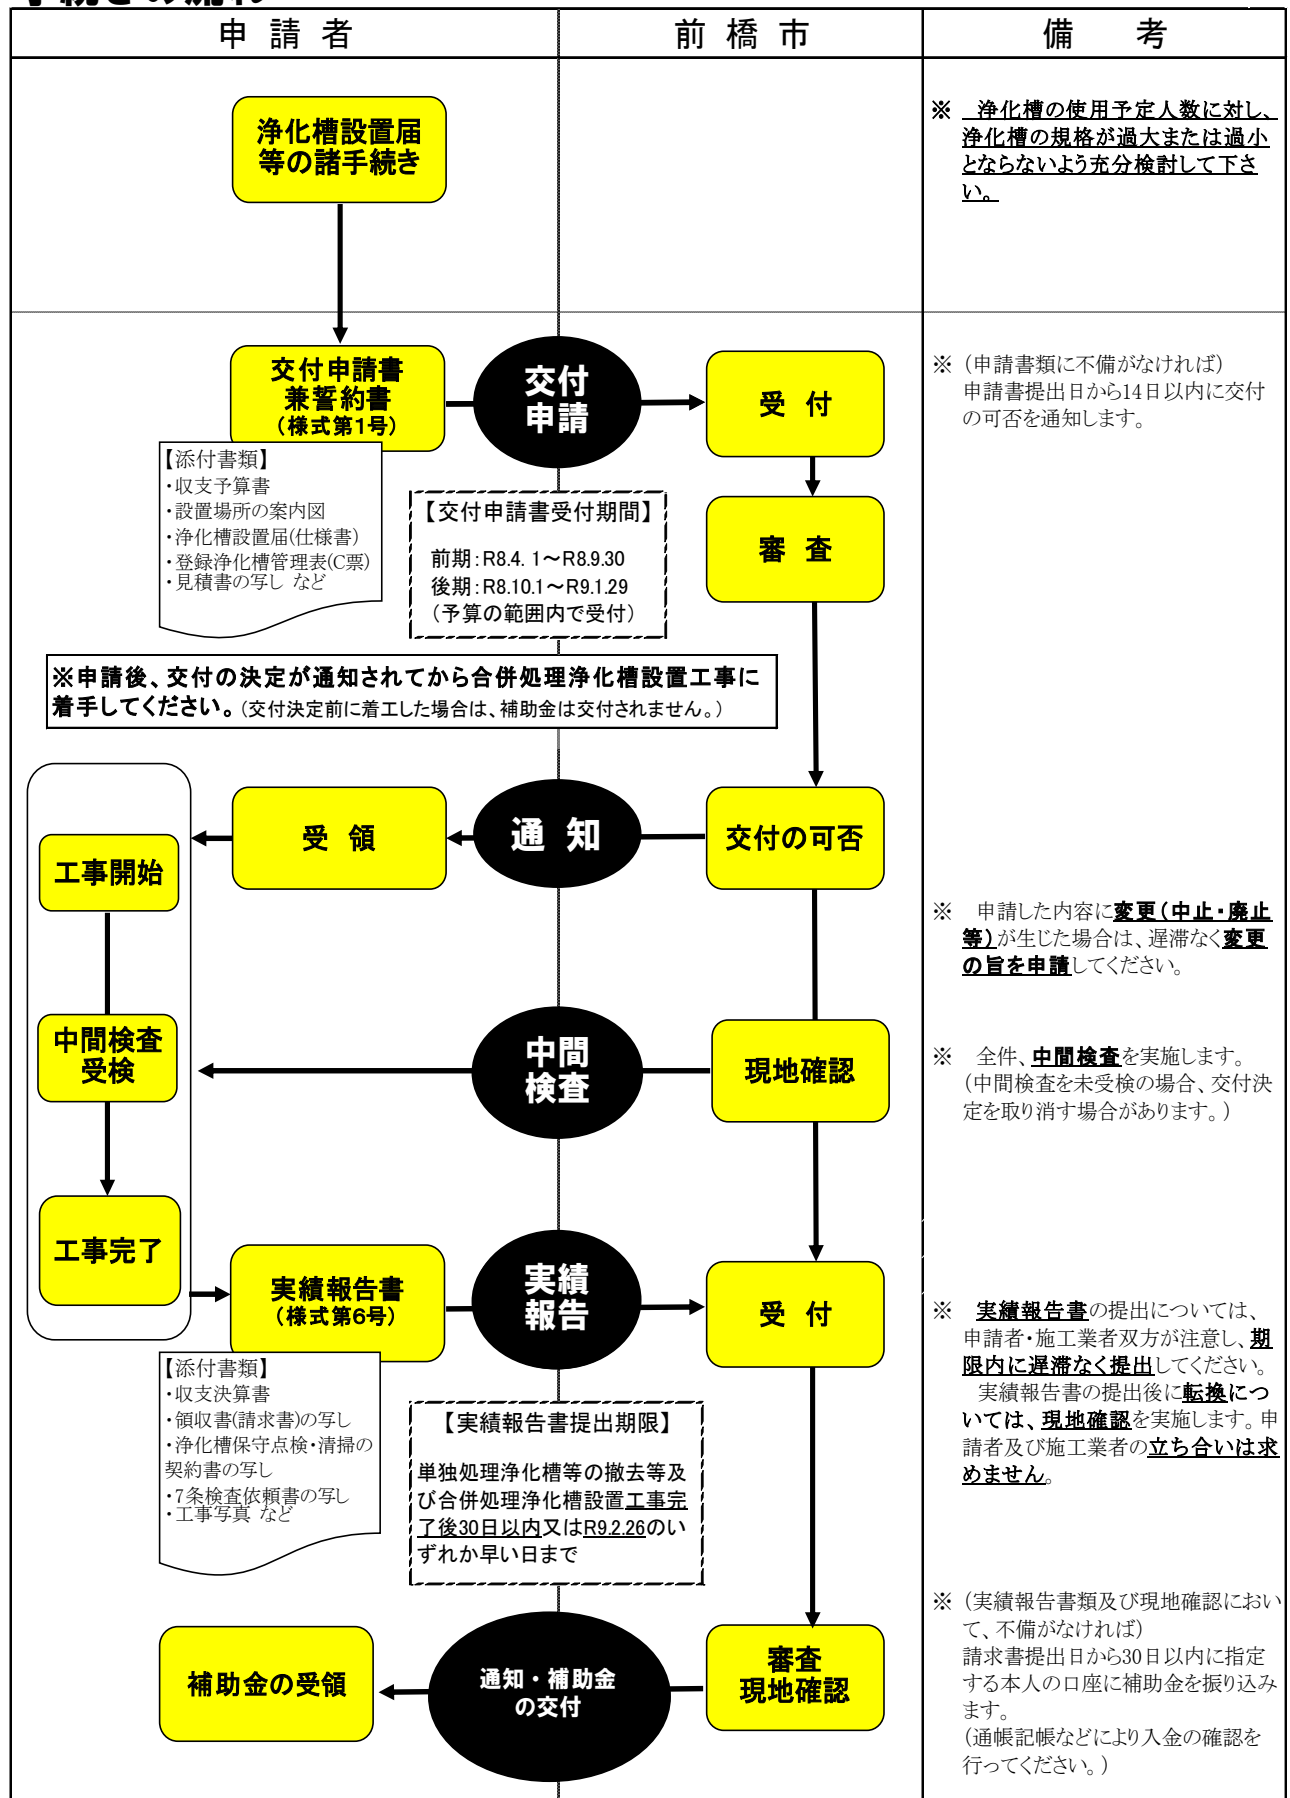 手続きの流れ
申請者
前橋市
備　考
浄化槽設置届
等の諸手続き
※　浄化槽の使用予定人数に対し、
浄化槽の規格が過大または過小
とならないよう充分検討して下さ
い。
交付申請書
兼誓約書
(様式第1号)
交付
申請
受 付
※（申請書類に不備がなければ）
申請書提出日から14日以内に交付
の可否を通知します。
【添付書類】
・収支予算書
・設置場所の案内図
・浄化槽設置届(仕様書)
・登録浄化槽管理表(C票)
・見積書の写し など
【交付申請書受付期間】
前期：R8.4. 1～R8.9.30
後期：R8.10.1～R9.1.29
（予算の範囲内で受付）
審 査
※申請後、交付の決定が通知されてから合併処理浄化槽設置工事に
着手してください。（交付決定前に着工した場合は、補助金は交付されません。）
工事開始
受 領
通 知
交付の可否
※　申請した内容に変更（中止・廃止
等）が生じた場合は、遅滞なく変更
の旨を申請してください。
中間検査
受検
中間
検査
現地確認
※　全件、中間検査を実施します。
（中間検査を未受検の場合、交付決
定を取り消す場合があります。）
工事完了
実績報告書
(様式第6号)
実績
報告
受 付
※　実績報告書の提出については、
申請者・施工業者双方が注意し、期
限内に遅滞なく提出してください。
実績報告書の提出後に転換につ
いては、現地確認を実施します。申
請者及び施工業者の立ち合いは求
めません。
【添付書類】
・収支決算書
・領収書(請求書)の写し
・浄化槽保守点検・清掃の
契約書の写し
・7条検査依頼書の写し
・工事写真 など
【実績報告書提出期限】
単独処理浄化槽等の撤去等及
び合併処理浄化槽設置工事完
了後30日以内又はR9.2.26のい
ずれか早い日まで
補助金の受領
通知・補助金
の交付
審査
現地確認
※（実績報告書類及び現地確認におい
て、不備がなければ）
請求書提出日から30日以内に指定
する本人の口座に補助金を振り込み
ます。
（通帳記帳などにより入金の確認を
行ってください。）